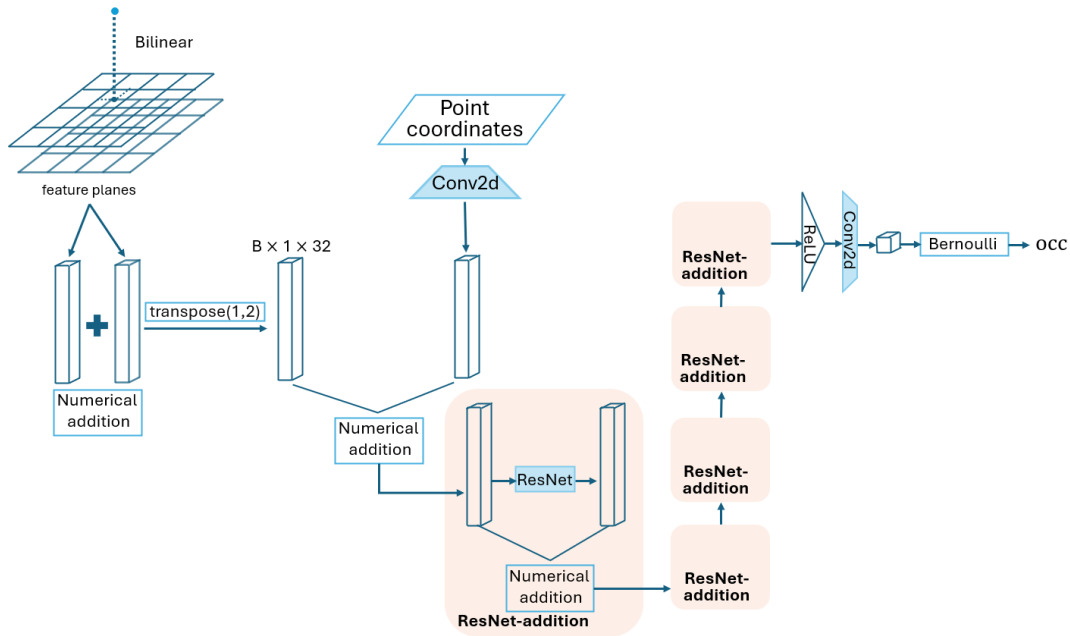 Bilinear
feature planes
Numerical
addition
transpose(1,2)
B × 1 × 32
Point
coordinates
Conv2d
Numerical
addition
ResNet
Numerical
addition
ResNet-addition
ResNet-
addition
ResNet-
addition
ResNet-
addition
ResNet-
addition
ReLU
Conv2d
Bernoulli
occ